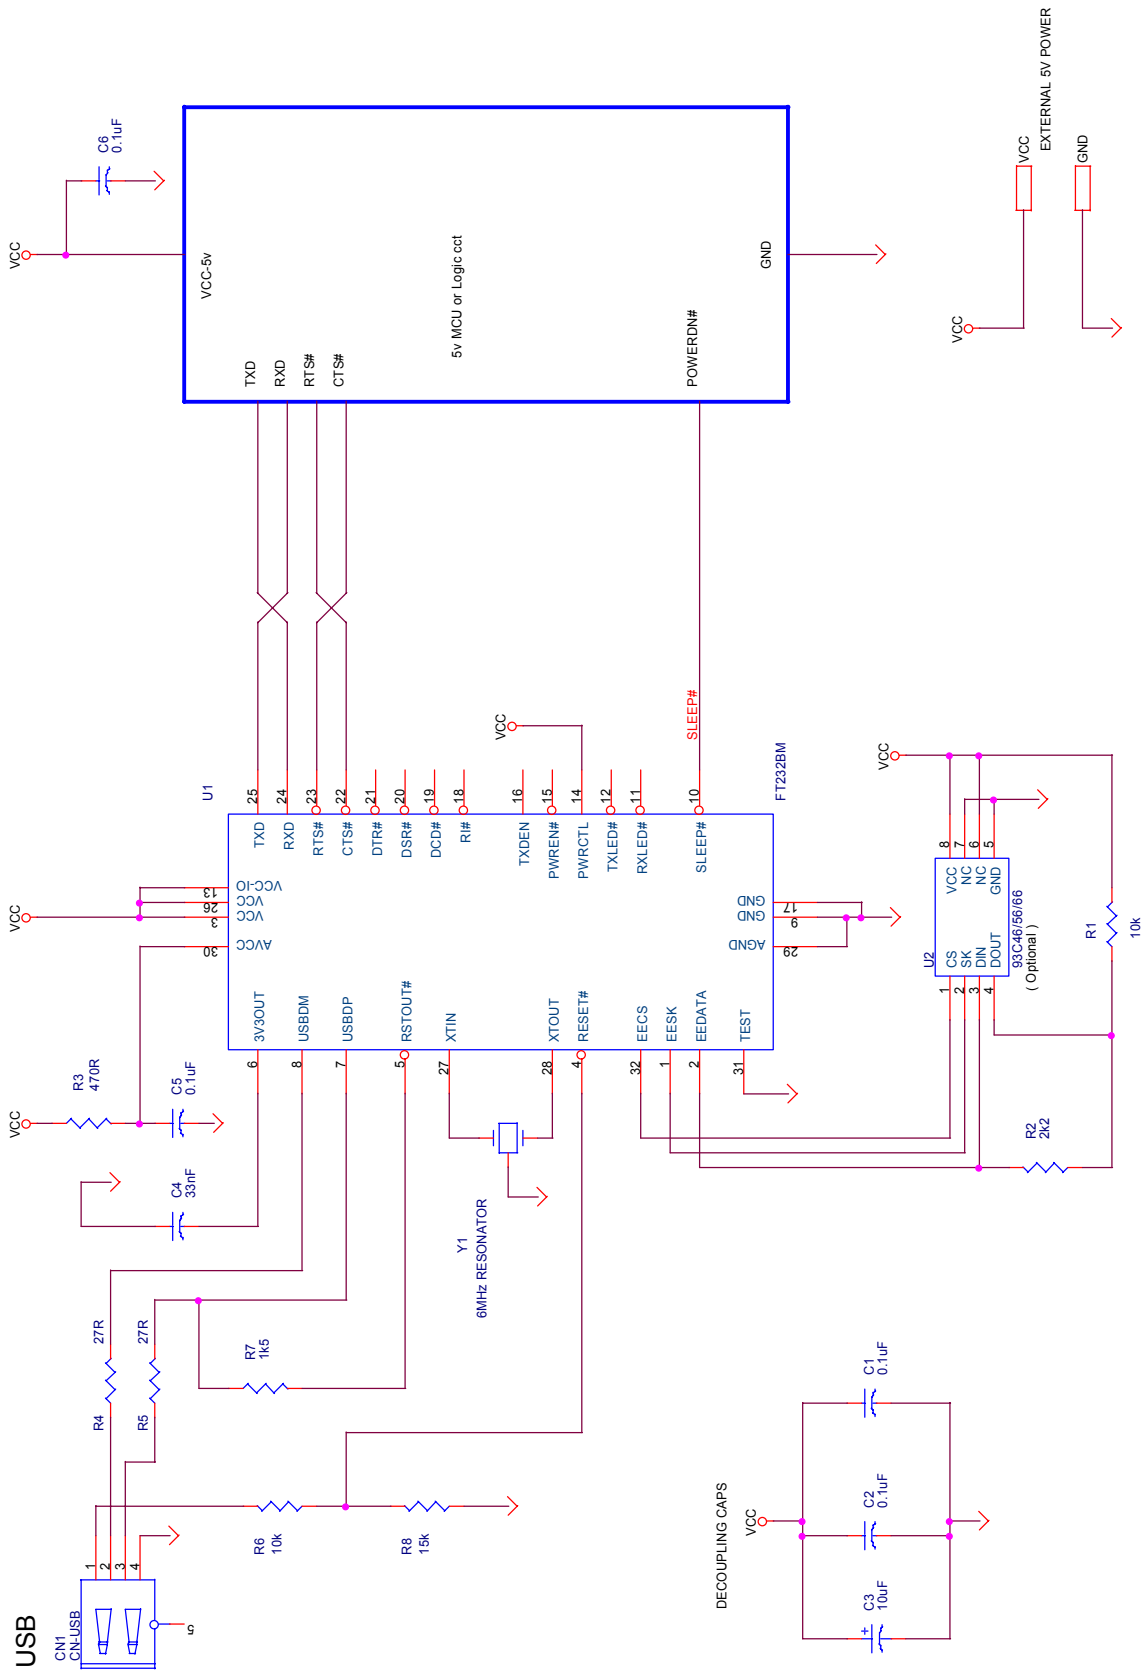 USB
CN1
CN-USB
1
2
3
4
5
R4
27R
R5
27R
R6
10k
R8
15k
R7
1k5
C4
33nF
VCC
R3
470R
C5
0.1uF
Y1
6MHz RESONATOR
VCC
U1
FT232BM
6
3V3OUT
8
USBDM
7
USBDP
5
RSTOUT#
27
XTIN
28
XTOUT
4
RESET#
32
EECS
1
EESK
2
EEDATA
31
TEST
30
AVCC
3
VCC
26
VCC
13
VCC-IO
29
AGND
9
GND
17
GND
TXD
25
RXD
24
RTS#
23
CTS#
22
DTR#
21
DSR#
20
DCD#
19
RI#
18
TXDEN
16
PWREN#
15
PWRCTL
14
TXLED#
12
RXLED#
11
SLEEP#
10
VCC
SLEEP#
VCC
C6
0.1uF
VCC-5v
TXD
RXD
RTS#
CTS#
5v MCU or Logic cct
POWERDN#
GND
VCC
VCC
GND
EXTERNAL 5V POWER
VCC
U2
1
CS
2
SK
3
DIN
4
DOUT
VCC
8
NC
7
NC
6
GND
5
93C46/56/66
( Optional )
R1
10k
R2
2k2
DECOUPLING CAPS
VCC
C3
10uF
+
C2
0.1uF
C1
0.1uF